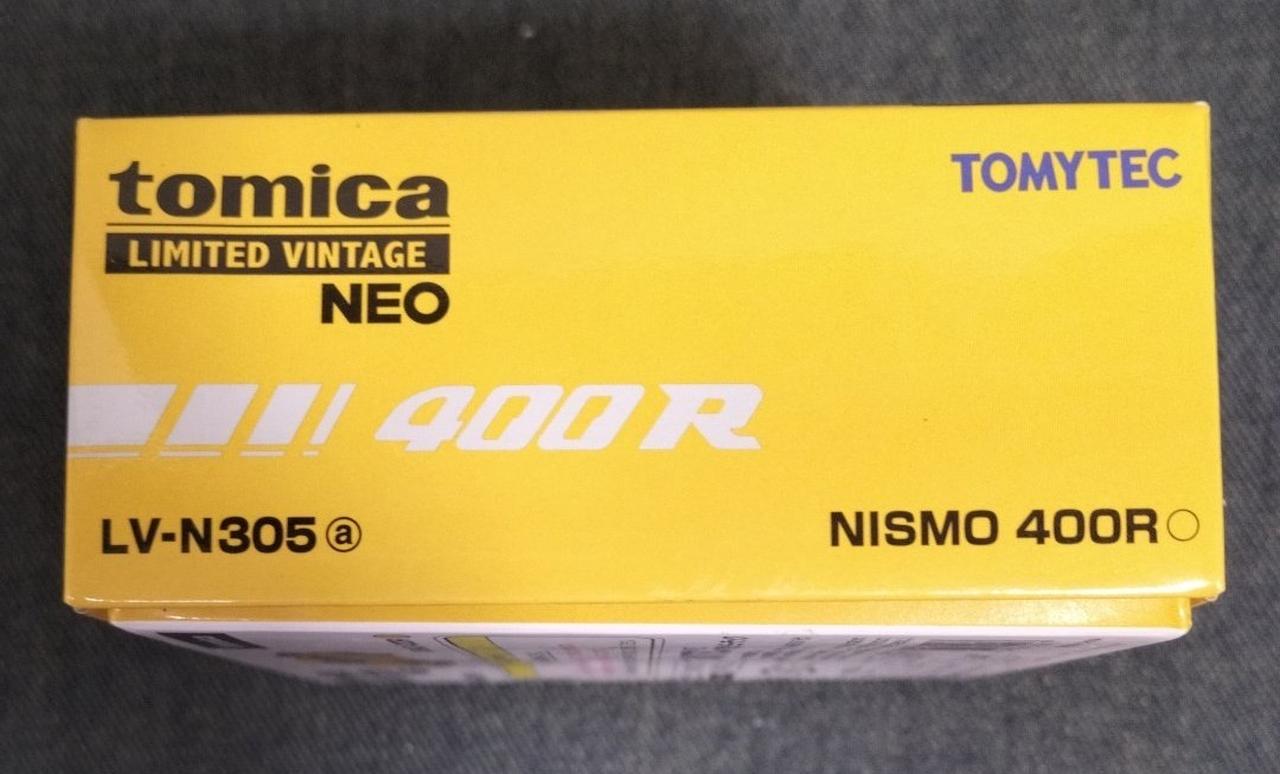 tomica
TOMYTEC
LIMITED VINTAGE
NEO
400R
LV-N305ⓐ
NISMO 400R○